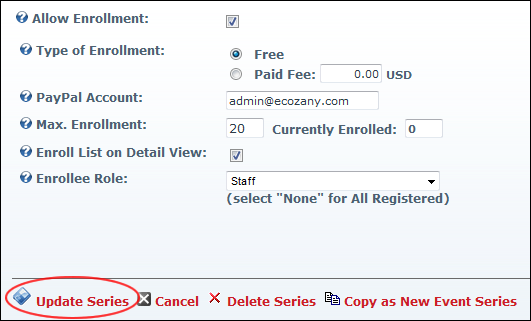 Allow Enrollment:
Type of Enrollment: Free
Paid Fee: 0.00 USD
PayPal Account: admin@ecozany.com
Max. Enrollment: 20 Currently Enrolled: 0
Enroll List on Detail View:
Enrollee Role: Staff
(select "None" for All Registered)
Update Series Cancel Delete Series Copy as New Event Series